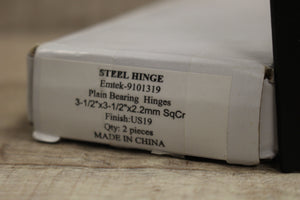 STEEL HINGE
Emtek-9101319
Plain Bearing Hinges
3-1/2"x3-1/2"x2.2mm SqCr
Finish:US19
Qty: 2 pieces
MADE IN CHINA